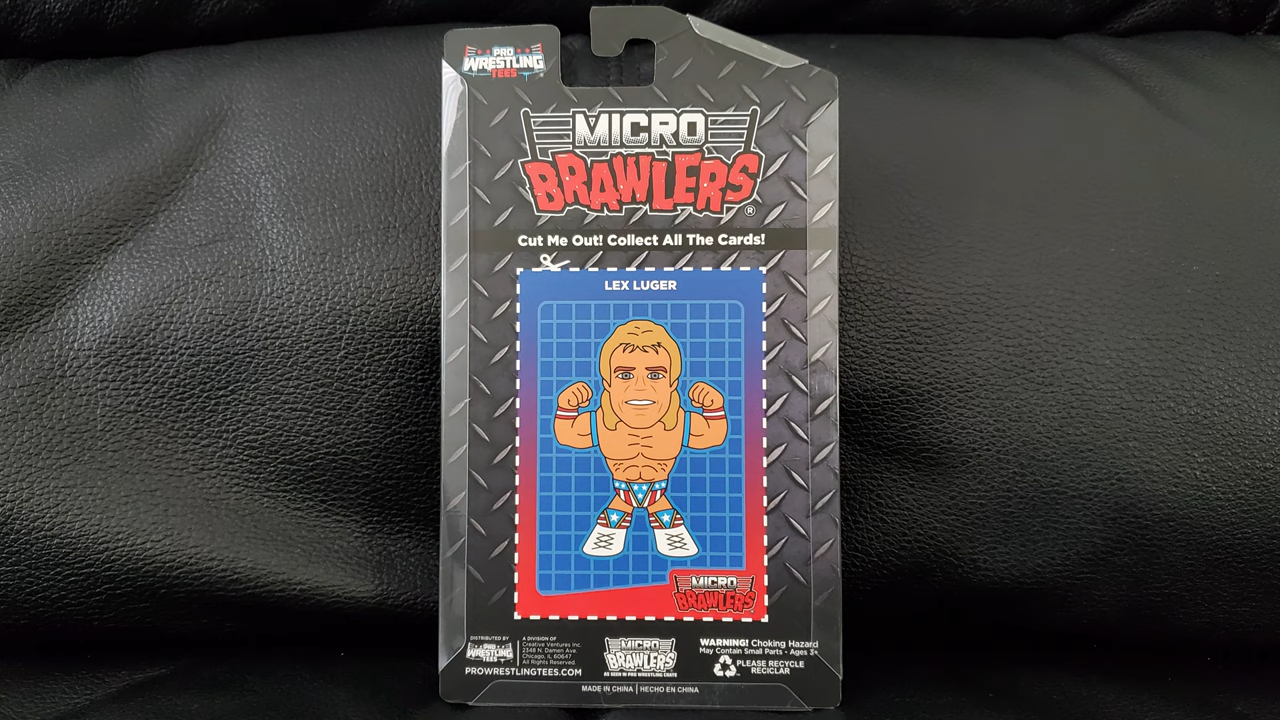 PRO
WRESTLING
TEES
MICRO
BRAWLERS®
Cut Me Out! Collect All The Cards!
LEX LUGER
MICRO
BRAWLERS
DISTRIBUTED BY
PRO
WRESTLING
TEES
A DIVISION OF
Creative Ventures Inc.
2348 N. Damen Ave.
Chicago, IL 60647
All Rights Reserved.
PROWRESTLINGTEES.COM
MICRO
BRAWLERS
AS SEEN IN PRO WRESTLING CRATE
WARNING! Choking Hazard
May Contain Small Parts - Ages 3+
PLEASE RECYCLE
RECICLAR
MADE IN CHINA | HECHO EN CHINA